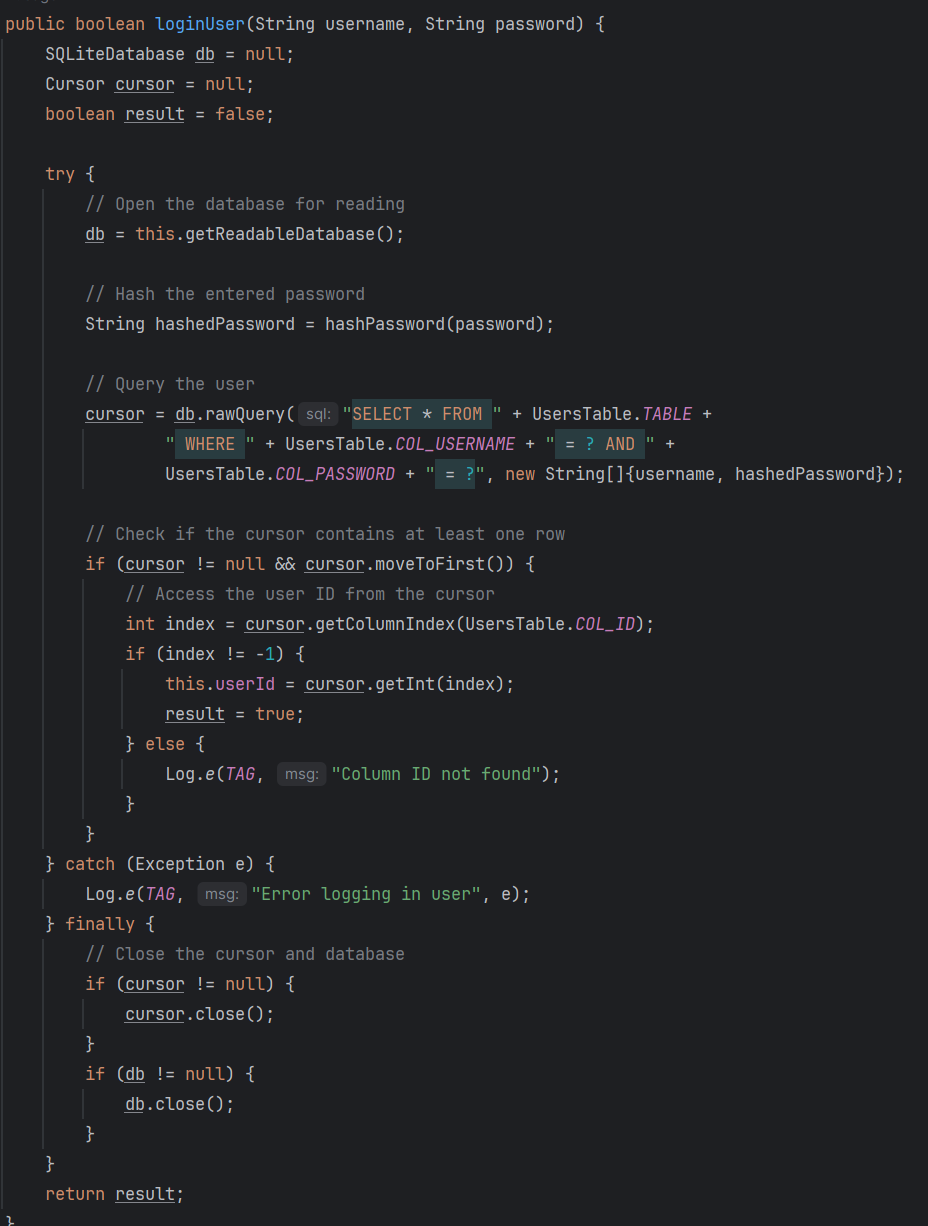 public boolean loginUser(String username, String password) {
    SQLiteDatabase db = null;
    Cursor cursor = null;
    boolean result = false;

    try {
        // Open the database for reading
        db = this.getReadableDatabase();

        // Hash the entered password
        String hashedPassword = hashPassword(password);

        // Query the user
        cursor = db.rawQuery( sql: "SELECT * FROM " + UsersTable.TABLE +
                " WHERE " + UsersTable.COL_USERNAME + " = ? AND " +
                UsersTable.COL_PASSWORD + " = ?", new String[]{username, hashedPassword});

        // Check if the cursor contains at least one row
        if (cursor != null && cursor.moveToFirst()) {
            // Access the user ID from the cursor
            int index = cursor.getColumnIndex(UsersTable.COL_ID);
            if (index != -1) {
                this.userId = cursor.getInt(index);
                result = true;
            } else {
                Log.e(TAG, msg: "Column ID not found");
            }
        }
    } catch (Exception e) {
        Log.e(TAG, msg: "Error logging in user", e);
    } finally {
        // Close the cursor and database
        if (cursor != null) {
            cursor.close();
        }
        if (db != null) {
            db.close();
        }
    }
    return result;
}